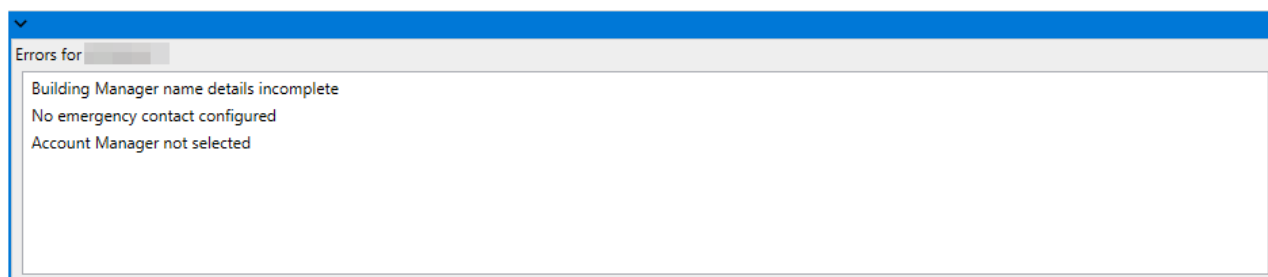 Errors for
Building Manager name details incomplete
No emergency contact configured
Account Manager not selected